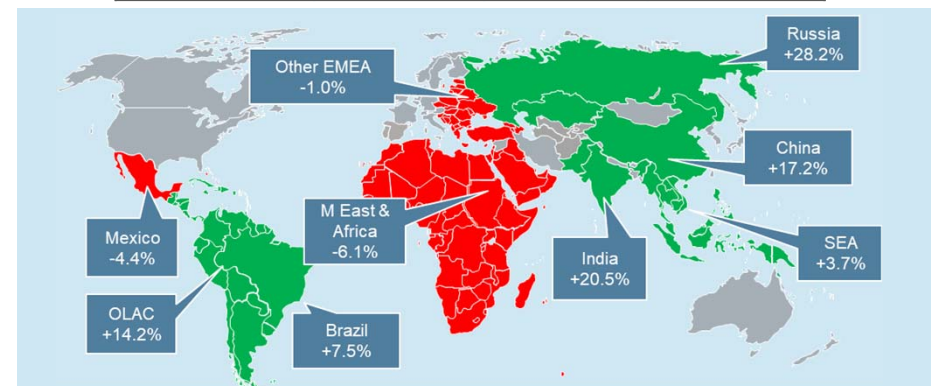 Russia
+28.2%
Other EMEA
-1.0%
China
+17.2%
M East &
Africa
-6.1%
Mexico
-4.4%
SEA
+3.7%
India
+20.5%
OLAC
+14.2%
Brazil
+7.5%